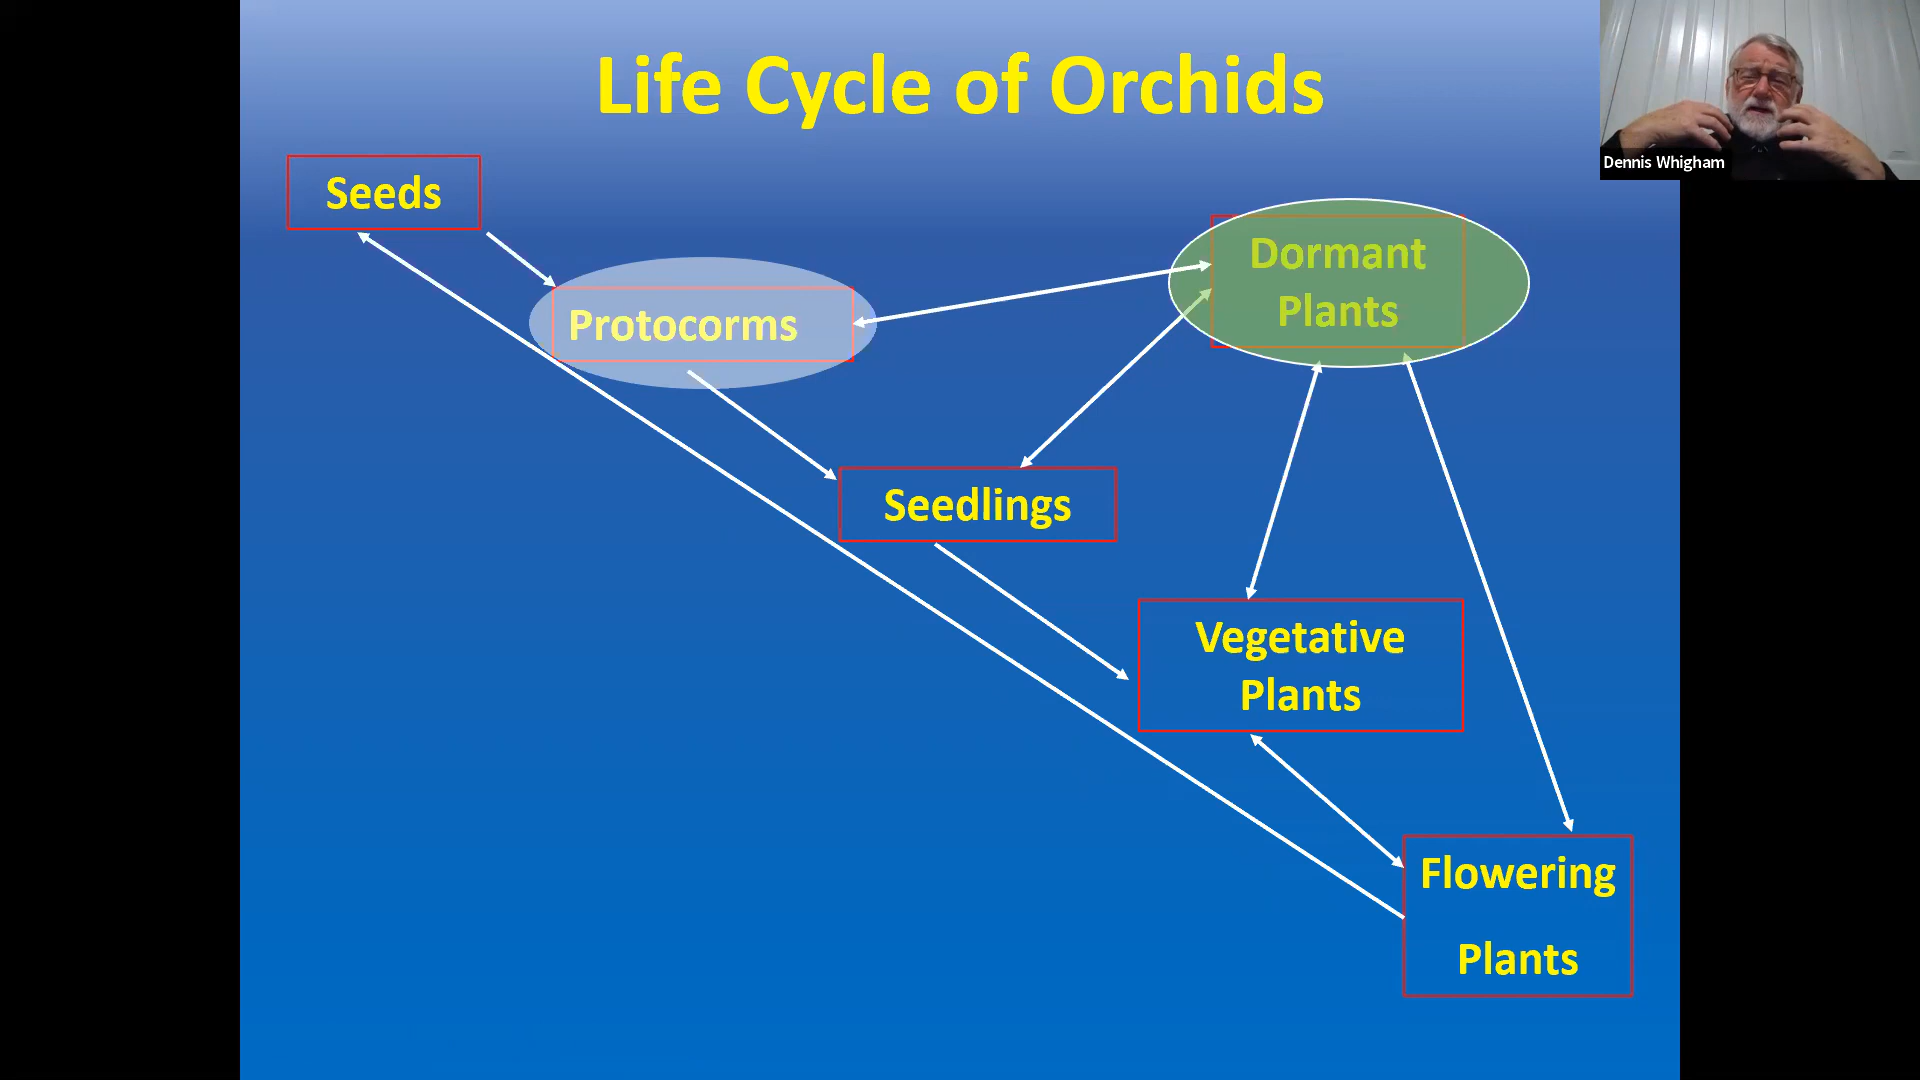 Life Cycle of Orchids
Dennis Whigham
Seeds
Dormant
Plants
Protocorms
Seedlings
Vegetative
Plants
Flowering
Plants